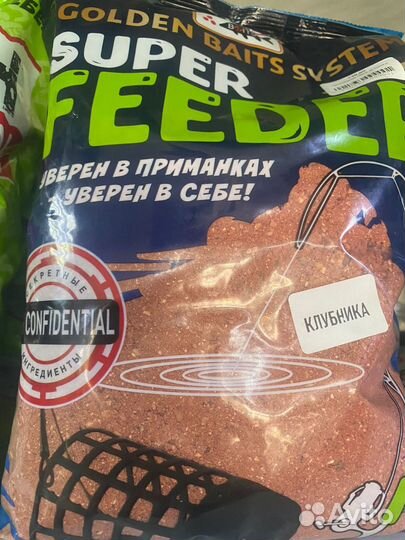 GOLDEN BAITS SYSTEM
SUPER
FEEDER
УВЕРЕН В ПРИМАНКАХ
УВЕРЕН В СЕБЕ!
СЕКРЕТНЫЕ
CONFIDENTIAL
ИНГРЕДИЕНТЫ
КЛУБНИКА
Avito